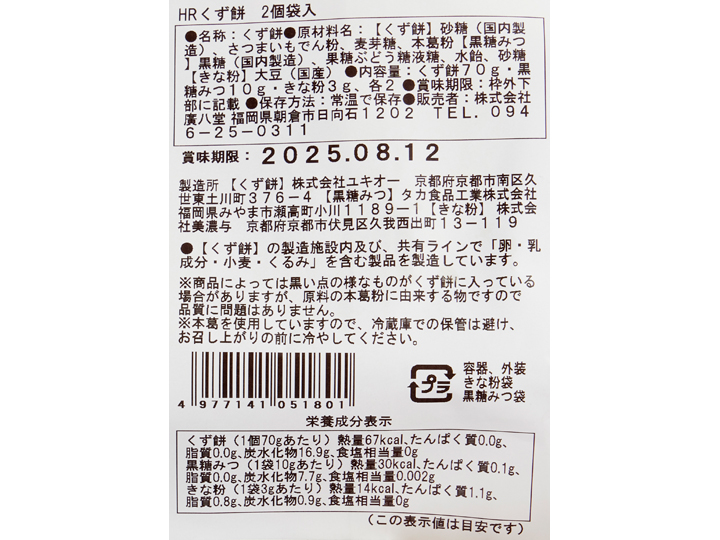 HRくず餅 2個袋入
●名称：くず餅●原材料名：【くず餅】砂糖（国内製
造）、さつまいもでん粉、麦芽糖、本葛粉【黒糖みつ
】黒糖（国内製造）、果糖ぶどう糖液糖、水飴、砂糖
【きな粉】大豆（国産）●内容量：くず餅70g・黒
糖みつ10g・きな粉3g、各2●賞味期限：枠外下
部に記載●保存方法：常温で保存●販売者：株式会社
廣八堂 福岡県朝倉市日向石1202 TEL．094
6-25-0311
賞味期限：2025.08.12
製造所 【くず餅】株式会社ユキオー 京都府京都市南区久
世東土川町376-4【黒糖みつ】タカ食品工業株式会社
福岡県みやま市瀬高町小川1189-1【きな粉】 株式会
社美濃与 京都府京都市伏見区久我西出町13-119
●【くず餅】の製造施設内及び、共有ラインで「卵・乳
成分・小麦・くるみ」を含む製品を製造しています。
※商品によっては黒い点の様なものがくず餅に入っている
場合がありますが、原料の本葛粉に由来する物ですので
品質に問題はありません。
※本葛を使用していますので、冷蔵庫での保管は避け、
お召し上がりの前に冷やしてください。
4 977141 051801
プラ
容器、外装
きな粉袋
黒糖みつ袋
栄養成分表示
くず餅（1個70gあたり）熱量67kcal、たんぱく質0.0g、
脂質0.0g、炭水化物16.9g、食塩相当量0g
黒糖みつ（1袋10gあたり）熱量30kcal、たんぱく質0.1g、
脂質0.0g、炭水化物7.7g、食塩相当量0.002g
きな粉（1袋3gあたり）熱量14kcal、たんぱく質1.1g、
脂質0.8g、炭水化物0.9g、食塩相当量0g
（この表示値は目安です）